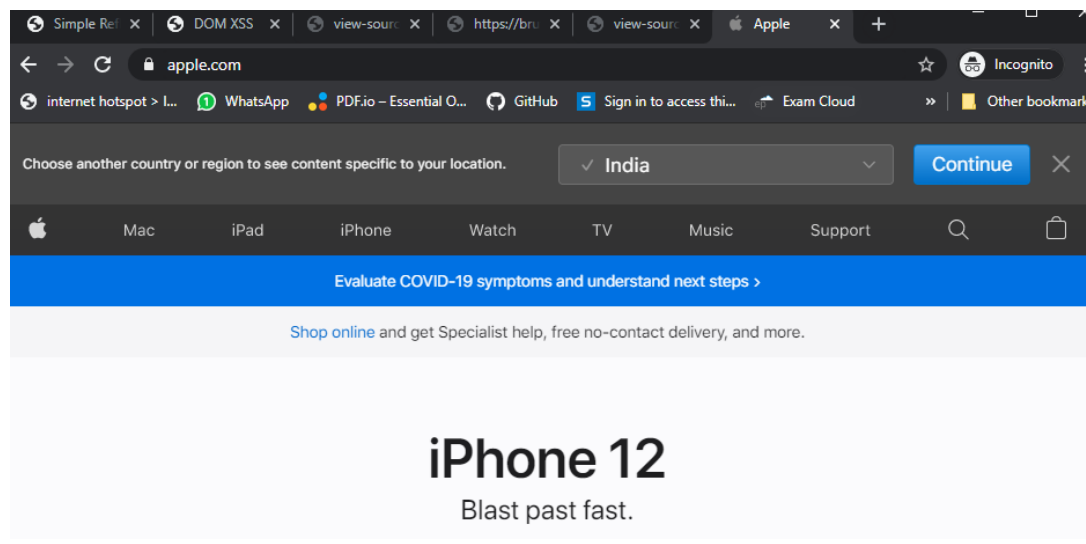 Simple Ref DOM XSS view-sourc https://bru view-sourc Apple
apple.com Incognito
internet hotspot > I... 1 WhatsApp PDF.io – Essential O... GitHub S Sign in to access thi... ep Exam Cloud » Other bookmark
Choose another country or region to see content specific to your location. India Continue
Mac iPad iPhone Watch TV Music Support
Evaluate COVID-19 symptoms and understand next steps >
Shop online and get Specialist help, free no-contact delivery, and more.
iPhone 12
Blast past fast.